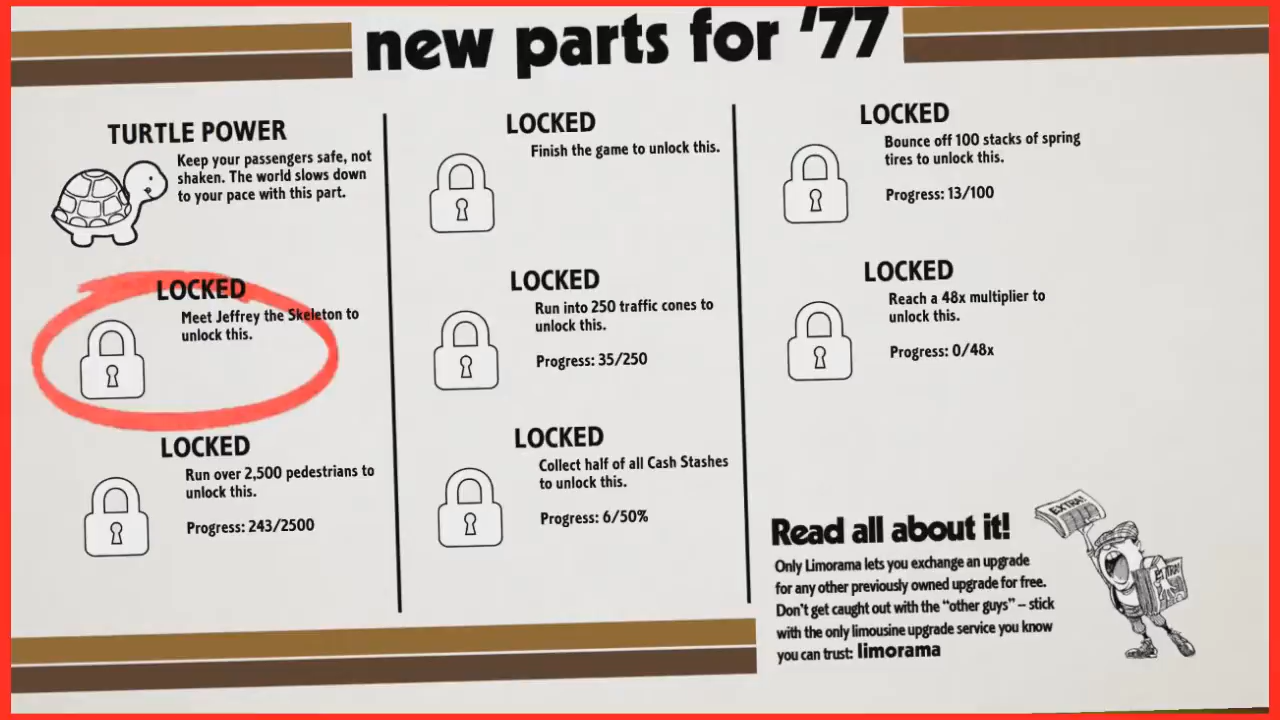 new parts for '77
TURTLE POWER
Keep your passengers safe, not
shaken. The world slows down
to your pace with this part.
LOCKED
Meet Jeffrey the Skeleton to
unlock this.
LOCKED
Run over 2,500 pedestrians to
unlock this.
Progress: 243/2500
LOCKED
Finish the game to unlock this.
LOCKED
Run into 250 traffic cones to
unlock this.
Progress: 35/250
LOCKED
Collect half of all Cash Stashes
to unlock this.
Progress: 6/50%
LOCKED
Bounce off 100 stacks of spring
tires to unlock this.
Progress: 13/100
LOCKED
Reach a 48x multiplier to
unlock this.
Progress: 0/48x
Read all about it!
Only Limorama lets you exchange an upgrade
for any other previously owned upgrade for free.
Don't get caught out with the “other guys” – stick
with the only limousine upgrade service you know
you can trust: limorama
EXTRA!
EXTRA!